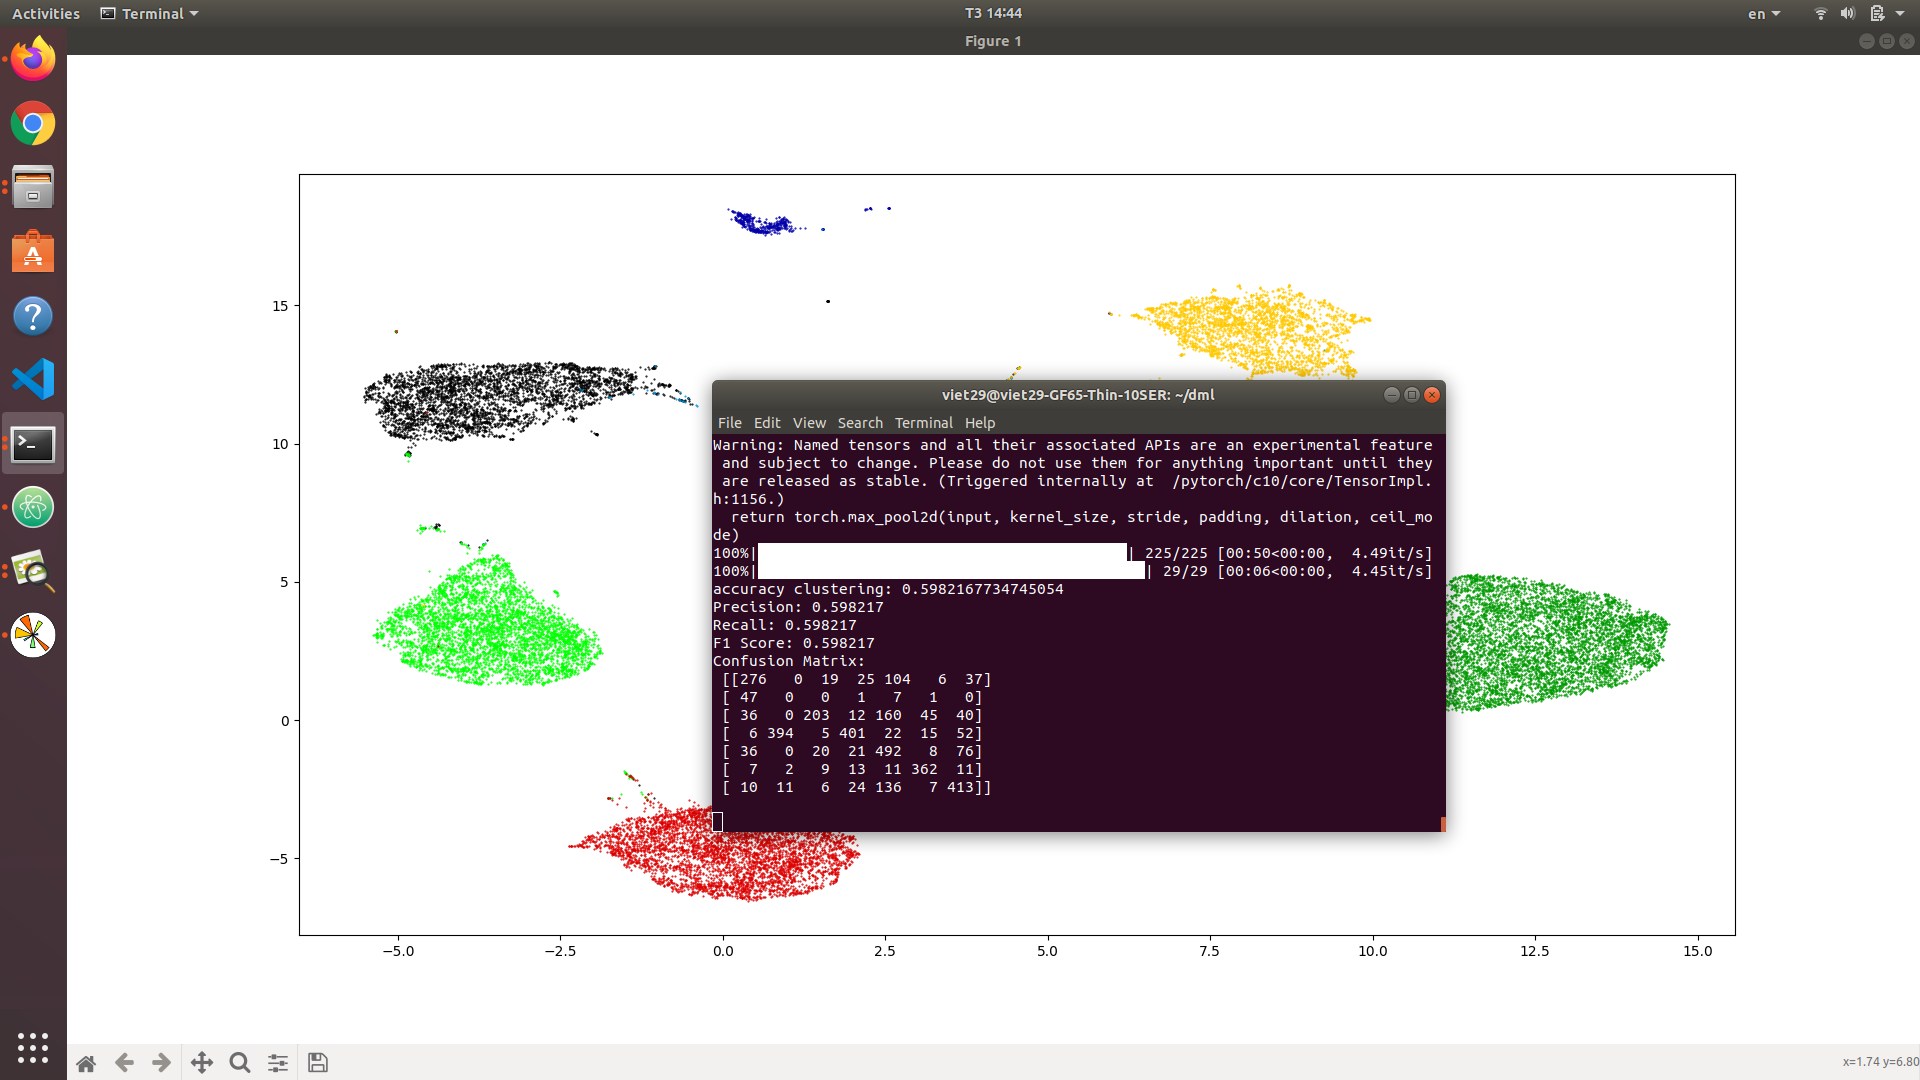 Activities Terminal T3 14:44 en
Figure 1
15
10
5
0
−5
−5.0 −2.5 0.0 2.5 5.0 7.5 10.0 12.5 15.0
viet29@viet29-GF65-Thin-10SER: ~/dml
File Edit View Search Terminal Help
Warning: Named tensors and all their associated APIs are an experimental feature
and subject to change. Please do not use them for anything important until they
are released as stable. (Triggered internally at  /pytorch/c10/core/TensorImpl.
h:1156.)
return torch.max_pool2d(input, kernel_size, stride, padding, dilation, ceil_mo
de)
100%| | 225/225 [00:50<00:00,  4.49it/s]
100%| | 29/29 [00:06<00:00,  4.45it/s]
accuracy clustering: 0.5982167734745054
Precision: 0.598217
Recall: 0.598217
F1 Score: 0.598217
Confusion Matrix:
[[276   0  19  25 104   6  37]
[ 47   0   0   1   7   1   0]
[ 36   0 203  12 160  45  40]
[  6 394   5 401  22  15  52]
[ 36   0  20  21 492   8  76]
[  7   2   9  13  11 362  11]
[ 10  11   6  24 136   7 413]]
x=1.74 y=6.80